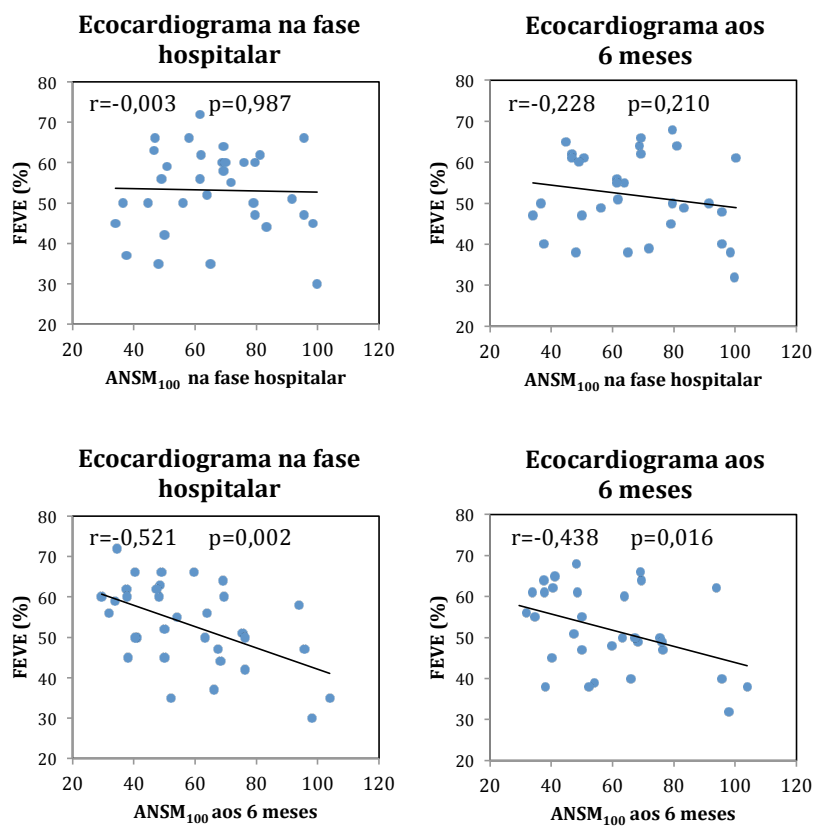 Ecocardiograma na fase
hospitalar
r=-0,003 p=0,987
FEVE (%)
80
70
60
50
40
30
20
20 40 60 80 100 120
ANSM₁₀₀ na fase hospitalar
Ecocardiograma aos
6 meses
r=-0,228 p=0,210
FEVE (%)
80
70
60
50
40
30
20
20 40 60 80 100 120
ANSM₁₀₀ na fase hospitalar
Ecocardiograma na fase
hospitalar
r=-0,521 p=0,002
FEVE (%)
80
70
60
50
40
30
20
20 40 60 80 100 120
ANSM₁₀₀ aos 6 meses
Ecocardiograma aos
6 meses
r=-0,438 p=0,016
FEVE (%)
80
70
60
50
40
30
20
20 40 60 80 100 120
ANSM₁₀₀ aos 6 meses